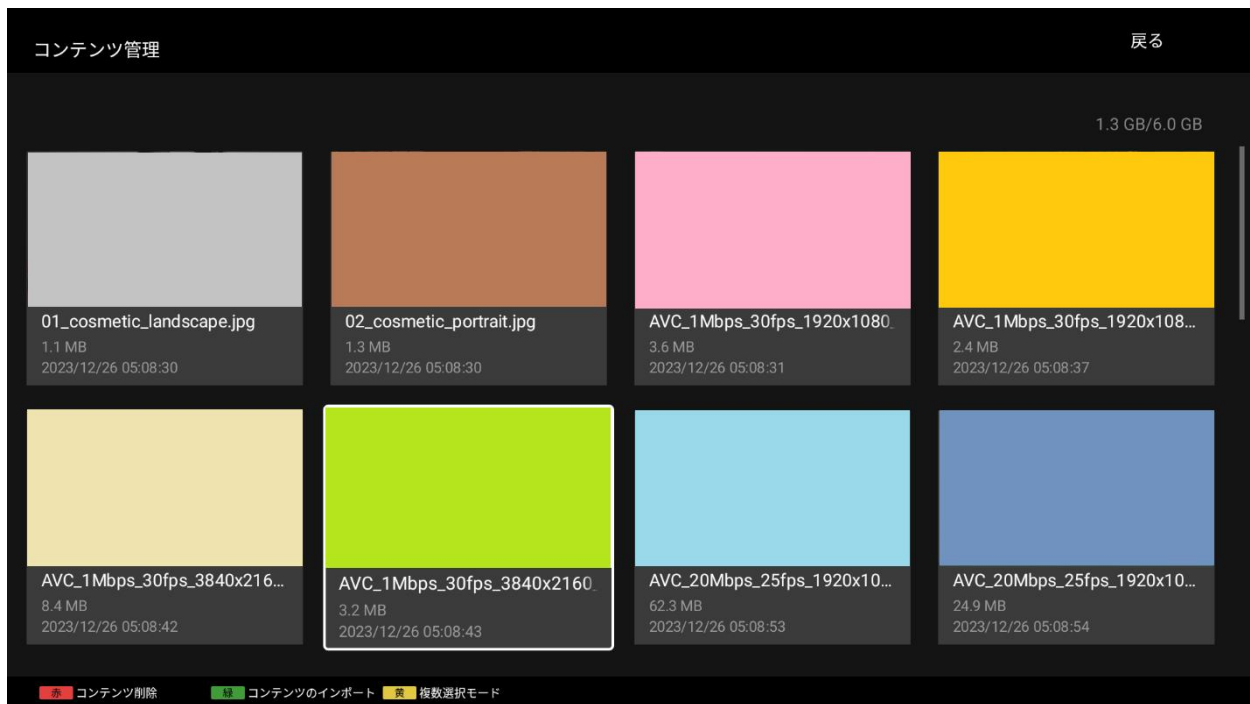 コンテンツ管理
戻る
1.3 GB/6.0 GB
01_cosmetic_landscape.jpg
1.1 MB
2023/12/26 05:08:30
02_cosmetic_portrait.jpg
1.3 MB
2023/12/26 05:08:30
AVC_1Mbps_30fps_1920x1080_
3.6 MB
2023/12/26 05:08:31
AVC_1Mbps_30fps_1920x108...
2.4 MB
2023/12/26 05:08:37
AVC_1Mbps_30fps_3840x216...
8.4 MB
2023/12/26 05:08:42
AVC_1Mbps_30fps_3840x2160_
3.2 MB
2023/12/26 05:08:43
AVC_20Mbps_25fps_1920x10...
62.3 MB
2023/12/26 05:08:53
AVC_20Mbps_25fps_1920x10...
24.9 MB
2023/12/26 05:08:54
赤 コンテンツ削除 緑 コンテンツのインポート 黄 複数選択モード